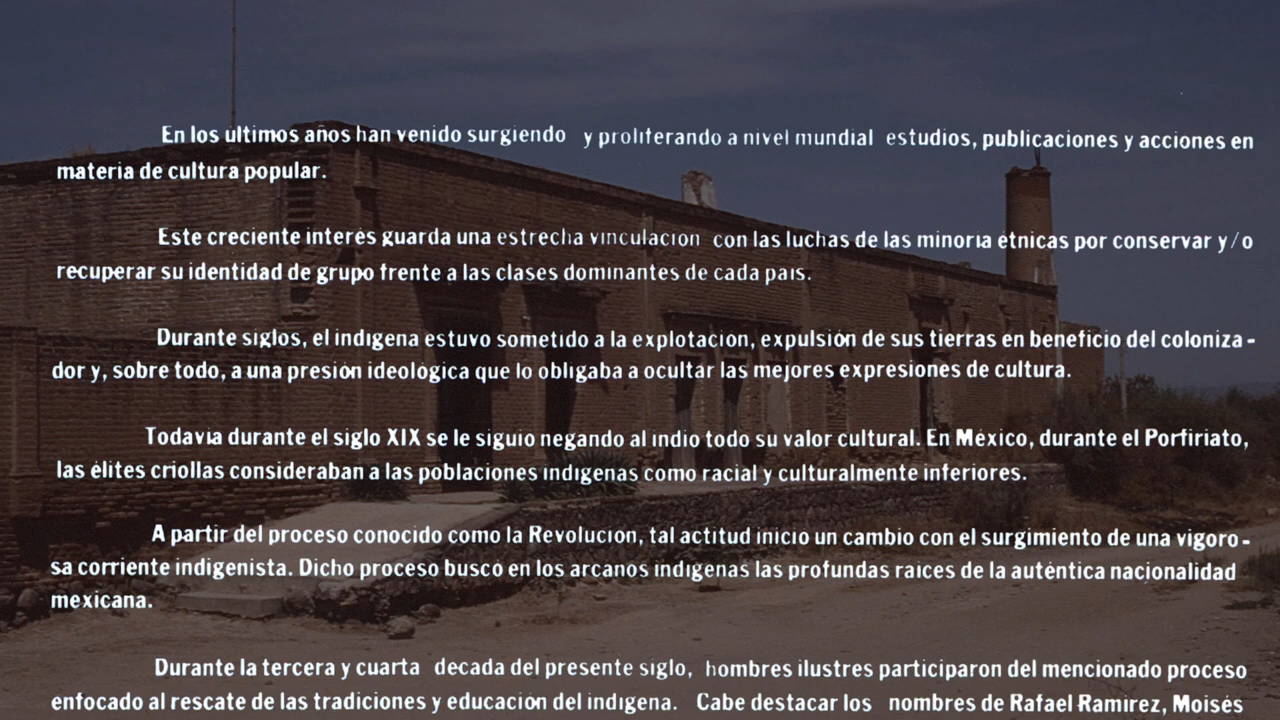 En los ultimos años han venido surgiendo y proliferando a nivel mundial estudios, publicaciones y acciones en
materia de cultura popular.
Este creciente interés guarda una estrecha vinculacion con las luchas de las minoria étnicas por conservar y/o
recuperar su identidad de grupo frente a las clases dominantes de cada pais.
Durante siglos, el indigena estuvo sometido a la explotacion, expulsión de sus tierras en beneficio del coloniza-
dor y, sobre todo, a una presión ideológica que lo obligaba a ocultar las mejores expresiones de cultura.
Todavia durante el siglo XIX se le siguio negando al indio todo su valor cultural. En México, durante el Porfiriato,
las élites criollas consideraban a las poblaciones indigenas como racial y culturalmente inferiores.
A partir del proceso conocido como la Revolucion, tal actitud inicio un cambio con el surgimiento de una vigoro-
sa corriente indigenista. Dicho proceso busco en los arcanos indigenas las profundas raices de la auténtica nacionalidad
mexicana.
Durante la tercera y cuarta decada del presente siglo, hombres ilustres participaron del mencionado proceso
enfocado al rescate de las tradiciones y educación del indigena. Cabe destacar los nombres de Rafael Ramirez, Moisés